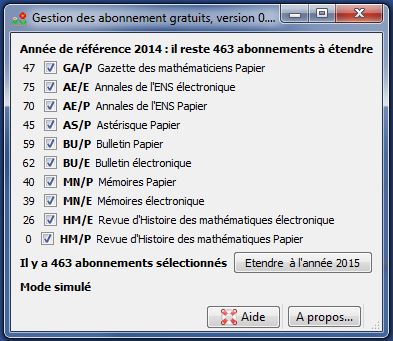 Gestion des abonnement gratuits, version 0....
Année de référence 2014 : il reste 463 abonnements à étendre
47 GA/P Gazette des mathématiciens Papier
75 AE/E Annales de l'ENS électronique
70 AE/P Annales de l'ENS Papier
45 AS/P Astérisque Papier
59 BU/P Bulletin Papier
62 BU/E Bulletin électronique
40 MN/P Mémoires Papier
39 MN/E Mémoires électronique
26 HM/E Revue d'Histoire des mathématiques électronique
0 HM/P Revue d'Histoire des mathématiques Papier
Il y a 463 abonnements sélectionnés Etendre à l'année 2015
Mode simulé
Aide A propos...